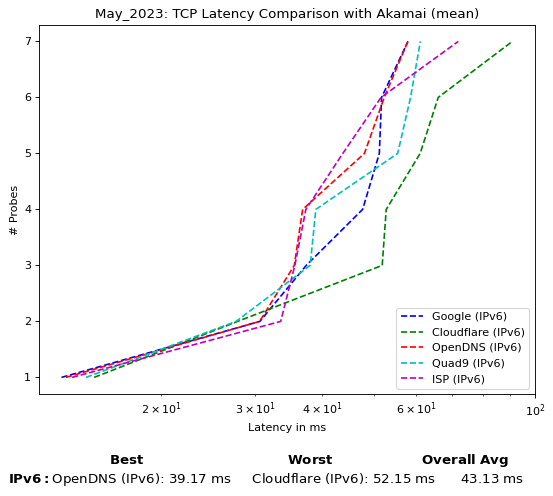 May_2023: TCP Latency Comparison with Akamai (mean)
7
6
5
4
3
2
1
# Probes
Google (IPv6)
Cloudflare (IPv6)
OpenDNS (IPv6)
Quad9 (IPv6)
ISP (IPv6)
2 × 10¹ 3 × 10¹ 4 × 10¹ 6 × 10¹ 10²
Latency in ms
Best Worst Overall Avg
IPv6: OpenDNS (IPv6): 39.17 ms Cloudflare (IPv6): 52.15 ms 43.13 ms